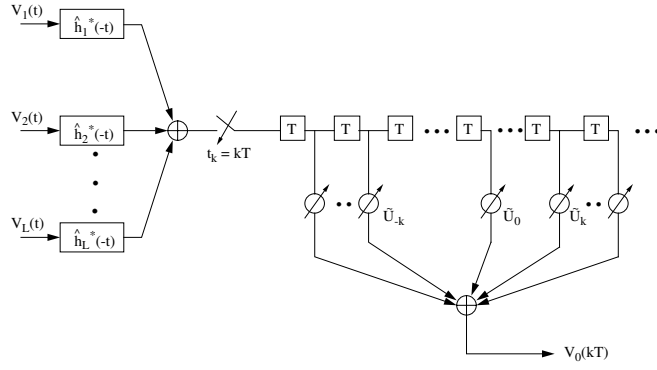 V1(t)
ĥ1*(-t)
V2(t)
ĥ2*(-t)
VL(t)
ĥL*(-t)
tk = kT
T
T
T
T
T
T
Ũ-k
Ũ0
Ũk
V0(kT)